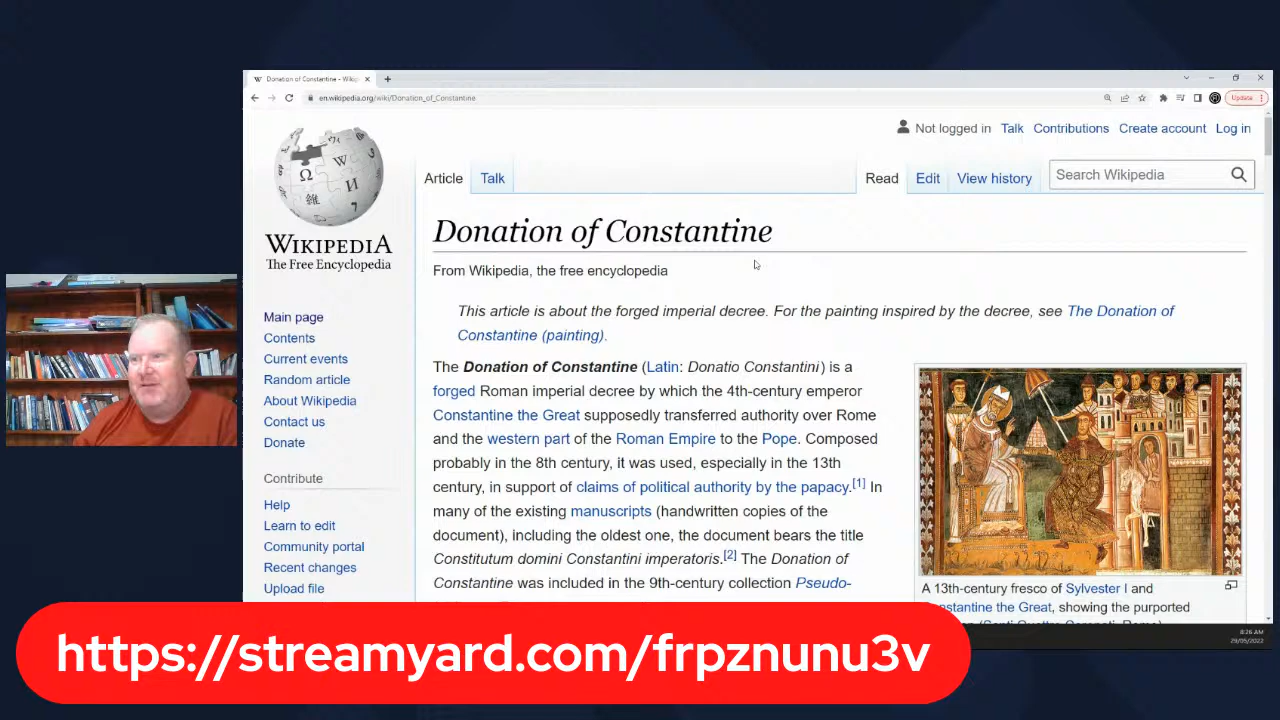 Donation of Constantine - Wikip
en.wikipedia.org/wiki/Donation_of_Constantine
Update
Not logged in Talk Contributions Create account Log in
Article Talk Read Edit View history Search Wikipedia
WIKIPEDIA
The Free Encyclopedia
Main page
Contents
Current events
Random article
About Wikipedia
Contact us
Donate
Contribute
Help
Learn to edit
Community portal
Recent changes
Upload file
Donation of Constantine
From Wikipedia, the free encyclopedia
This article is about the forged imperial decree. For the painting inspired by the decree, see The Donation of
Constantine (painting).
The Donation of Constantine (Latin: Donatio Constantini) is a
forged Roman imperial decree by which the 4th-century emperor
Constantine the Great supposedly transferred authority over Rome
and the western part of the Roman Empire to the Pope. Composed
probably in the 8th century, it was used, especially in the 13th
century, in support of claims of political authority by the papacy.[1] In
many of the existing manuscripts (handwritten copies of the
document), including the oldest one, the document bears the title
Constitutum domini Constantini imperatoris.[2] The Donation of
Constantine was included in the 9th-century collection Pseudo-
A 13th-century fresco of Sylvester I and
Constantine the Great, showing the purported
8:26 AM
29/05/2022
https://streamyard.com/frpznunu3v